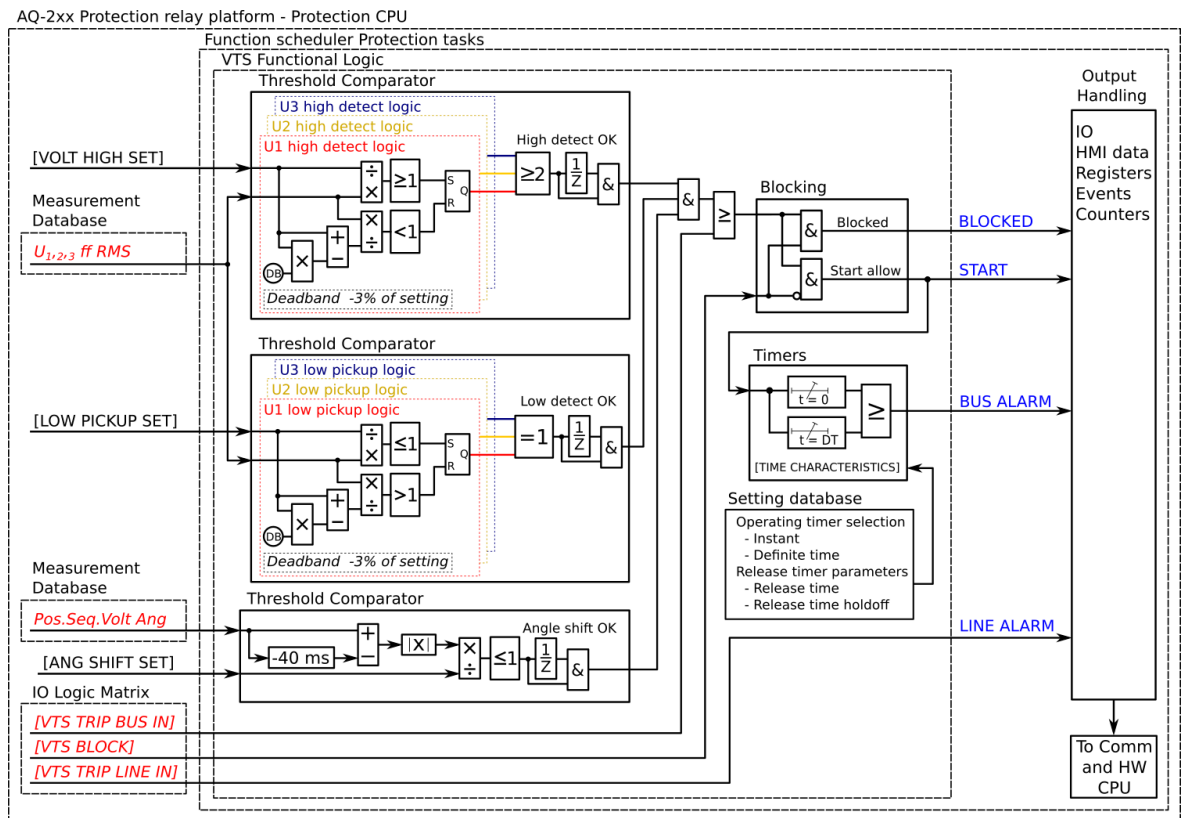 AQ-2xx Protection relay platform - Protection CPU
Function scheduler Protection tasks
VTS Functional Logic
Threshold Comparator
U3 high detect logic
U2 high detect logic
U1 high detect logic
High detect OK
[VOLT HIGH SET]
÷
×
≥1
S
Q
R
≥2
1
Z
&
Measurement
Database
U1,2,3 ff RMS
×
÷
<1
+
−
×
DB
Deadband -3% of setting
&
≥
Blocking
&
Blocked
&
Start allow
BLOCKED
START
Output
Handling
IO
HMI data
Registers
Events
Counters
Threshold Comparator
U3 low pickup logic
U2 low pickup logic
U1 low pickup logic
Low detect OK
[LOW PICKUP SET]
÷
×
≤1
S
Q
R
=1
1
Z
&
×
÷
>1
+
−
×
DB
Deadband -3% of setting
Timers
t = 0
t = DT
≥
[TIME CHARACTERISTICS]
BUS ALARM
Setting database
Operating timer selection
- Instant
- Definite time
Release timer parameters
- Release time
- Release time holdoff
Measurement
Database
Pos.Seq.Volt Ang
Threshold Comparator
Angle shift OK
-40 ms
+
−
|X|
×
÷
≤1
1
Z
&
[ANG SHIFT SET]
LINE ALARM
IO Logic Matrix
[VTS TRIP BUS IN]
[VTS BLOCK]
[VTS TRIP LINE IN]
To Comm
and HW
CPU